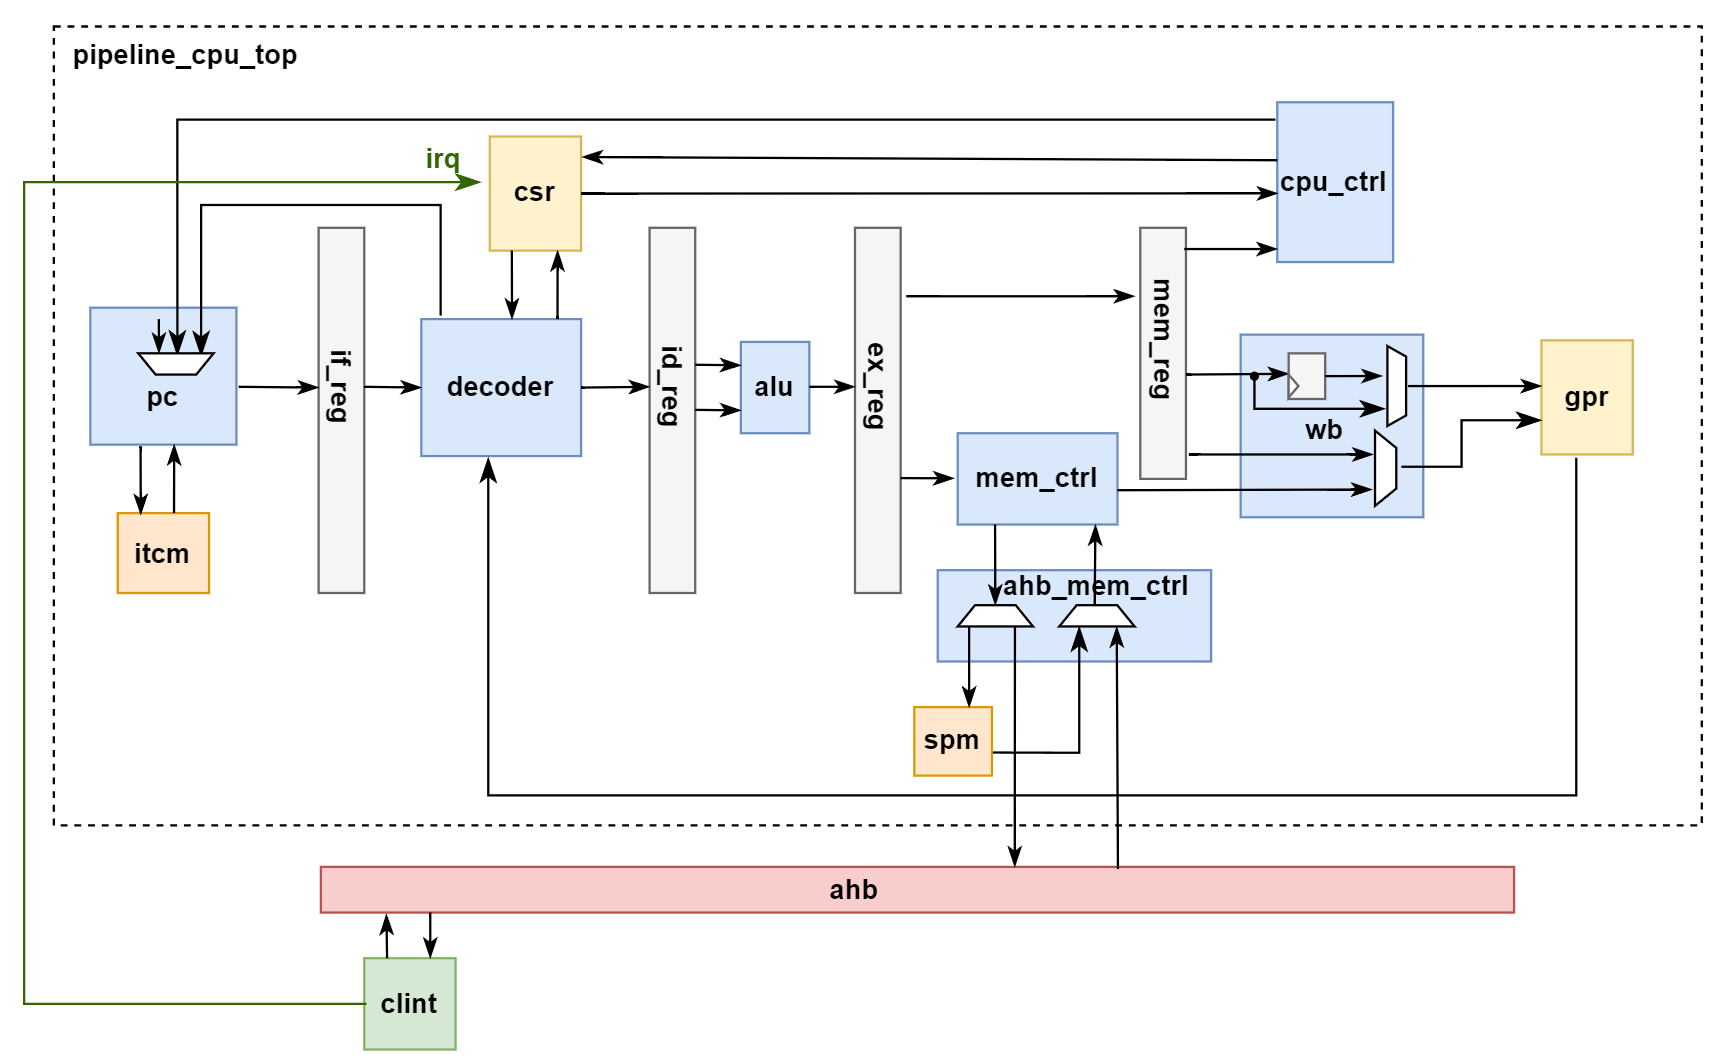 pipeline_cpu_top
irq
csr
cpu_ctrl
pc
if_reg
decoder
id_reg
alu
ex_reg
mem_reg
mem_ctrl
wb
gpr
itcm
ahb_mem_ctrl
spm
ahb
clint